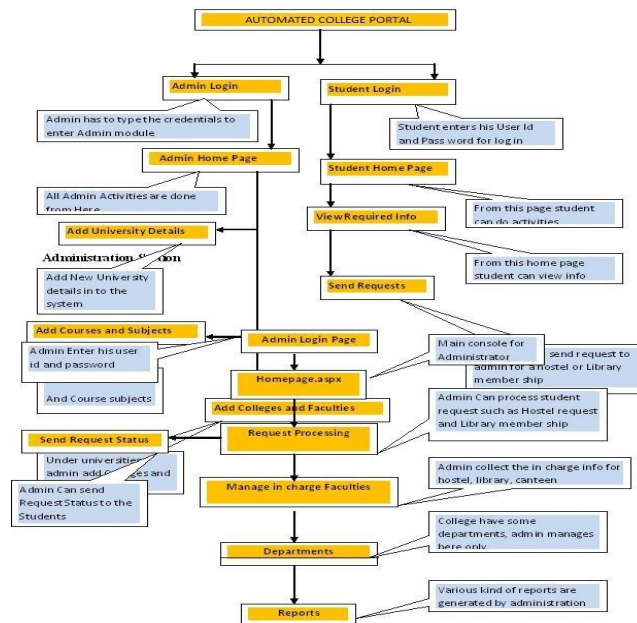 AUTOMATED COLLEGE PORTAL
Admin Login
Student Login
Admin has to type the credentials to
enter Admin module
Student enters his User Id
and Pass word for log in
Admin Home Page
Student Home Page
All Admin Activities are done
from Here
From this page student
can do activities
View Required Info
Add University Details
Administration
From this home page
student can view info
Add New University
details in to the
system
Send Requests
Add Courses and Subjects
Admin Login Page
Main console for
Administrator
send request to
admin for a hostel or Library
member ship
Admin Enter his user
id and password
And Course subjects
Homepage.aspx
Add Colleges and Faculties
Admin Can process student
request such as Hostel request
and Library member ship
Send Request Status
Request Processing
Under universities
admin add and
Admin Can send
Request Status to the
Students
Manage in charge Faculties
Admin collect the in charge info for
hostel, library, canteen
Departments
College have some
departments, admin manages
here only
Reports
Various kind of reports are
generated by administration